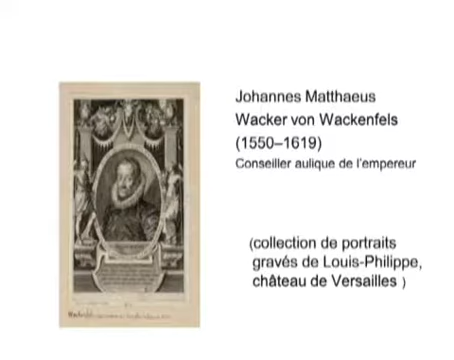 Johannes Matthaeus
Wacker von Wackenfels
(1550–1619)
Conseiller aulique de l'empereur
(collection de portraits
gravés de Louis-Philippe,
château de Versailles )